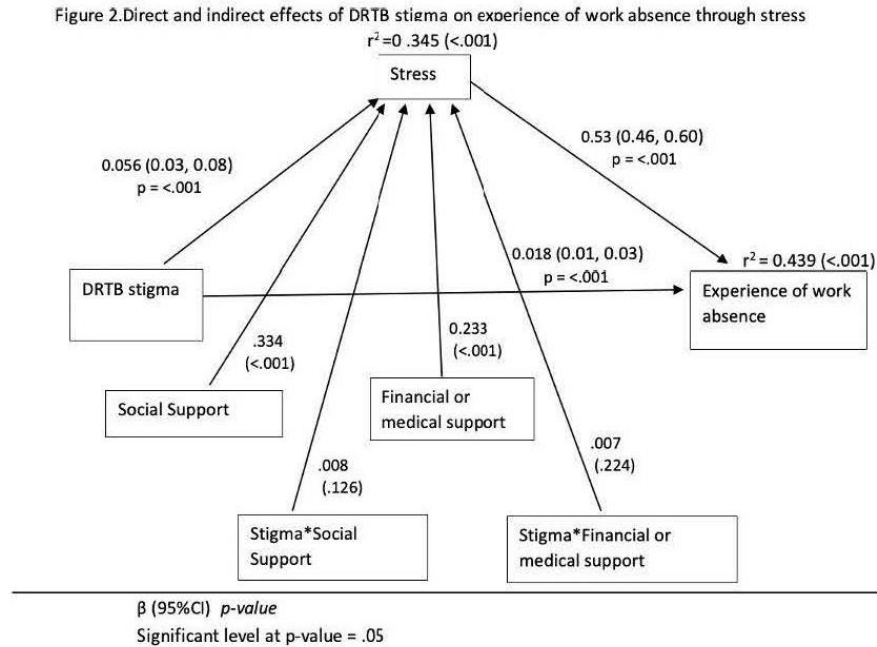 Figure 2.Direct and indirect effects of DRTB stigma on experience of work absence through stress
r²=0 .345 (<.001)
Stress
0.056 (0.03, 0.08)
p = <.001
0.53 (0.46, 0.60)
p = <.001
DRTB stigma
0.018 (0.01, 0.03)
p = <.001
r² = 0.439 (<.001)
Experience of work
absence
.334
(<.001)
0.233
(<.001)
Social Support
Financial or
medical support
.008
(.126)
.007
(.224)
Stigma*Social
Support
Stigma*Financial or
medical support
β (95%CI) p-value
Significant level at p-value = .05